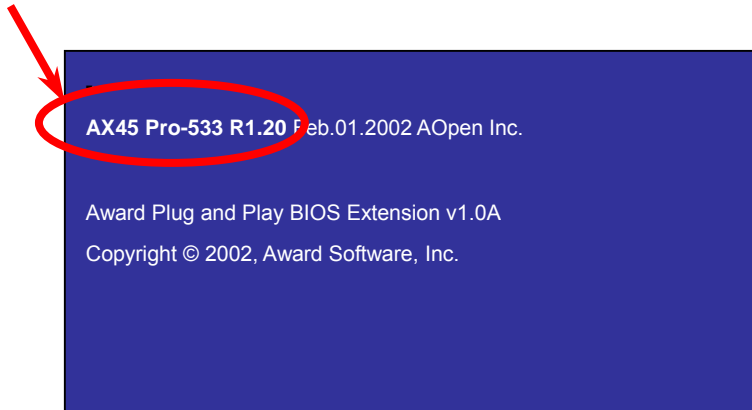 AX45 Pro-533 R1.20 Feb.01.2002 AOpen Inc.
Award Plug and Play BIOS Extension v1.0A
Copyright © 2002, Award Software, Inc.